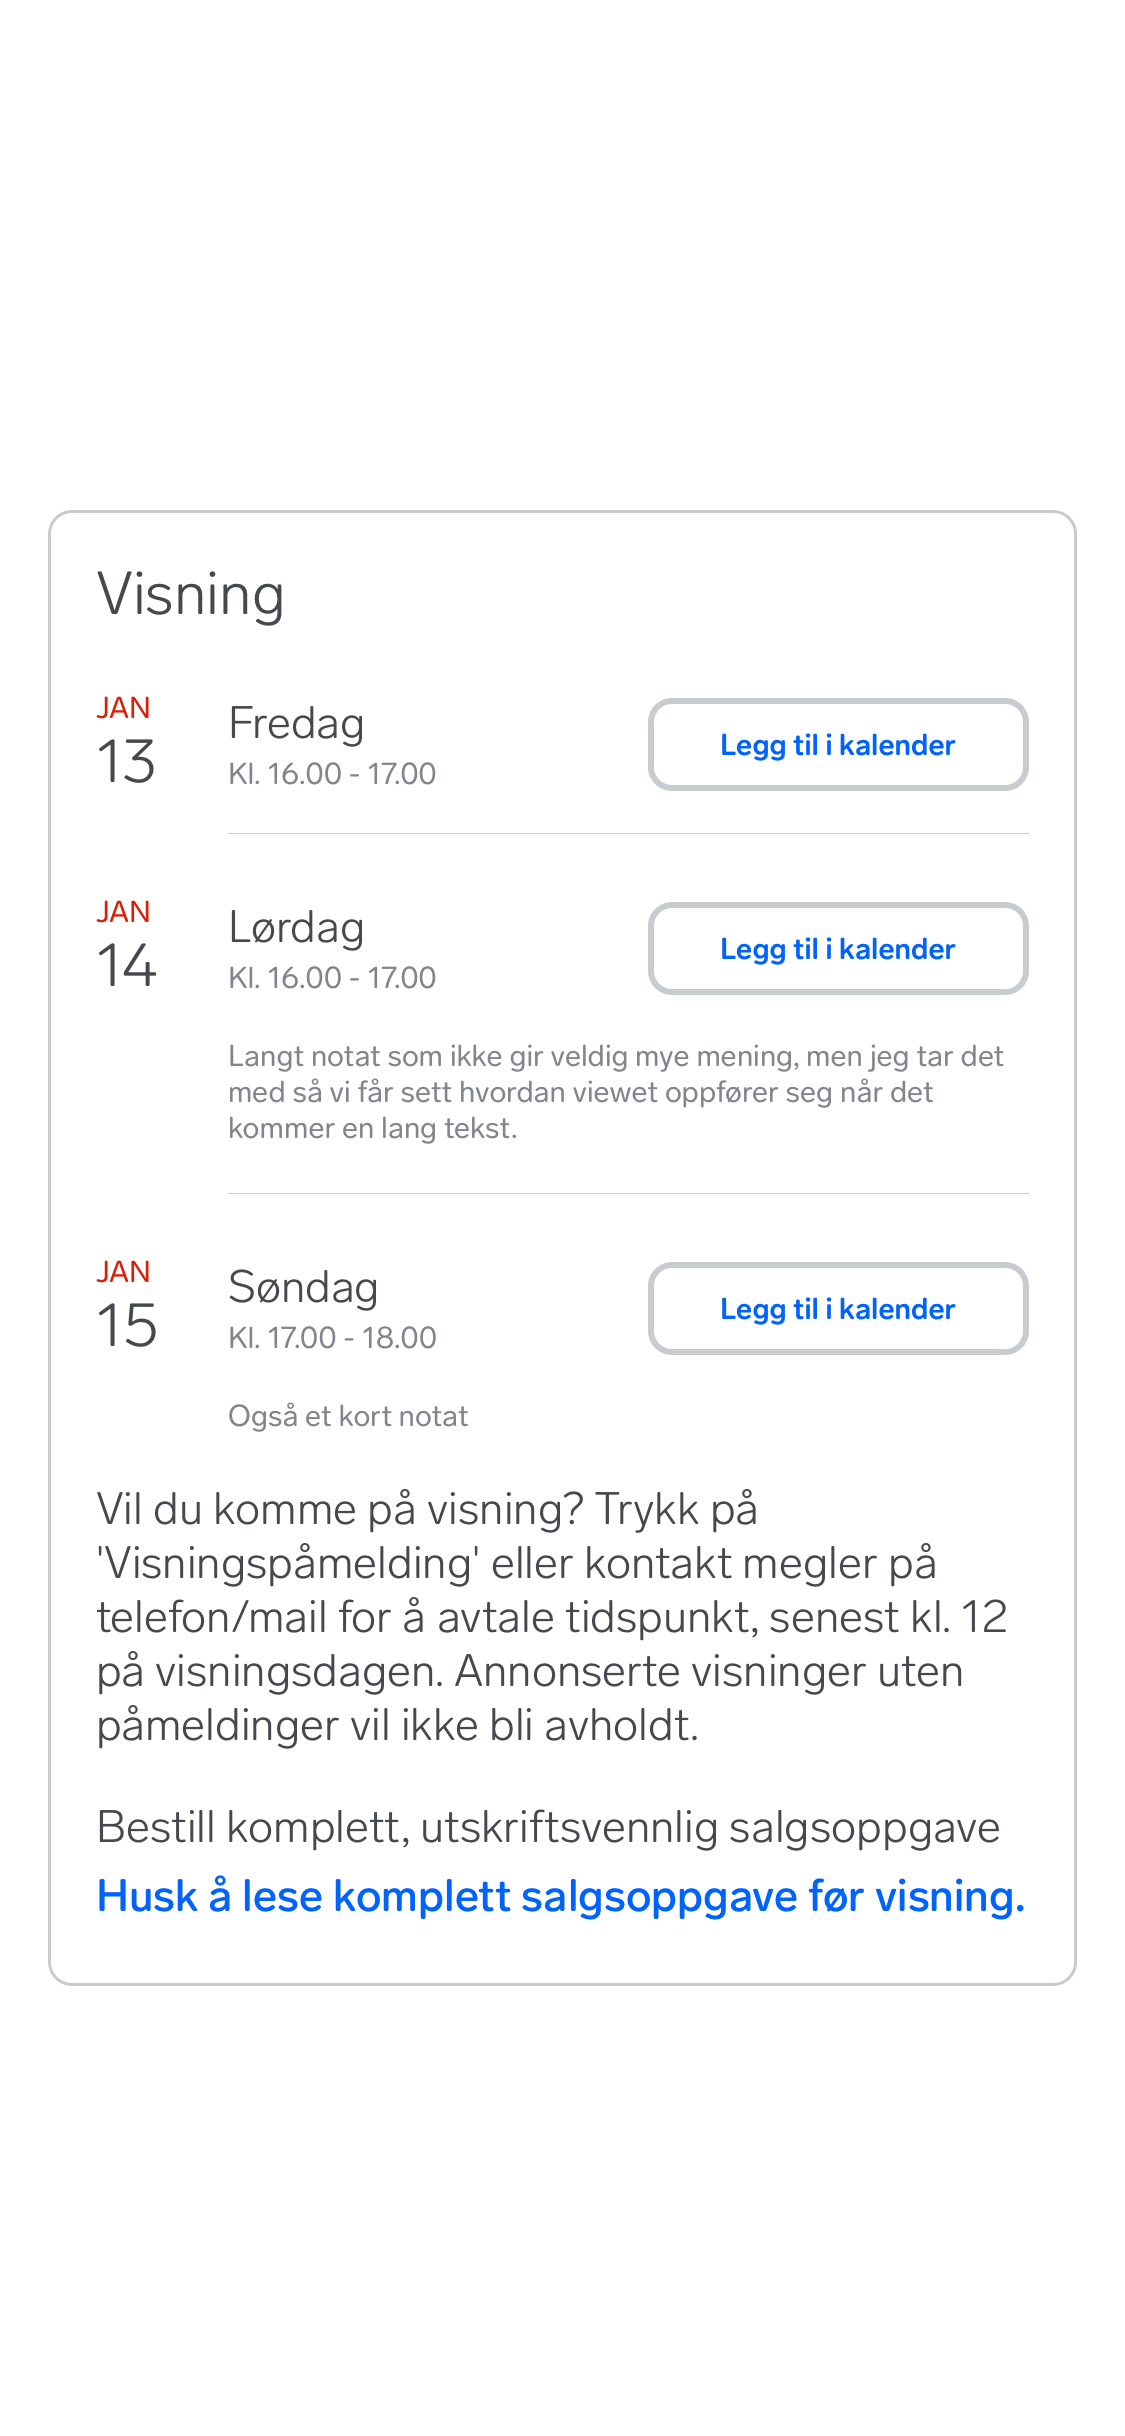 Visning
JAN
13
Fredag
Kl. 16.00 - 17.00
Legg til i kalender
JAN
14
Lørdag
Kl. 16.00 - 17.00
Legg til i kalender
Langt notat som ikke gir veldig mye mening, men jeg tar det
med så vi får sett hvordan viewet oppfører seg når det
kommer en lang tekst.
JAN
15
Søndag
Kl. 17.00 - 18.00
Legg til i kalender
Også et kort notat
Vil du komme på visning? Trykk på
'Visningspåmelding' eller kontakt megler på
telefon/mail for å avtale tidspunkt, senest kl. 12
på visningsdagen. Annonserte visninger uten
påmeldinger vil ikke bli avholdt.
Bestill komplett, utskriftsvennlig salgsoppgave
Husk å lese komplett salgsoppgave før visning.